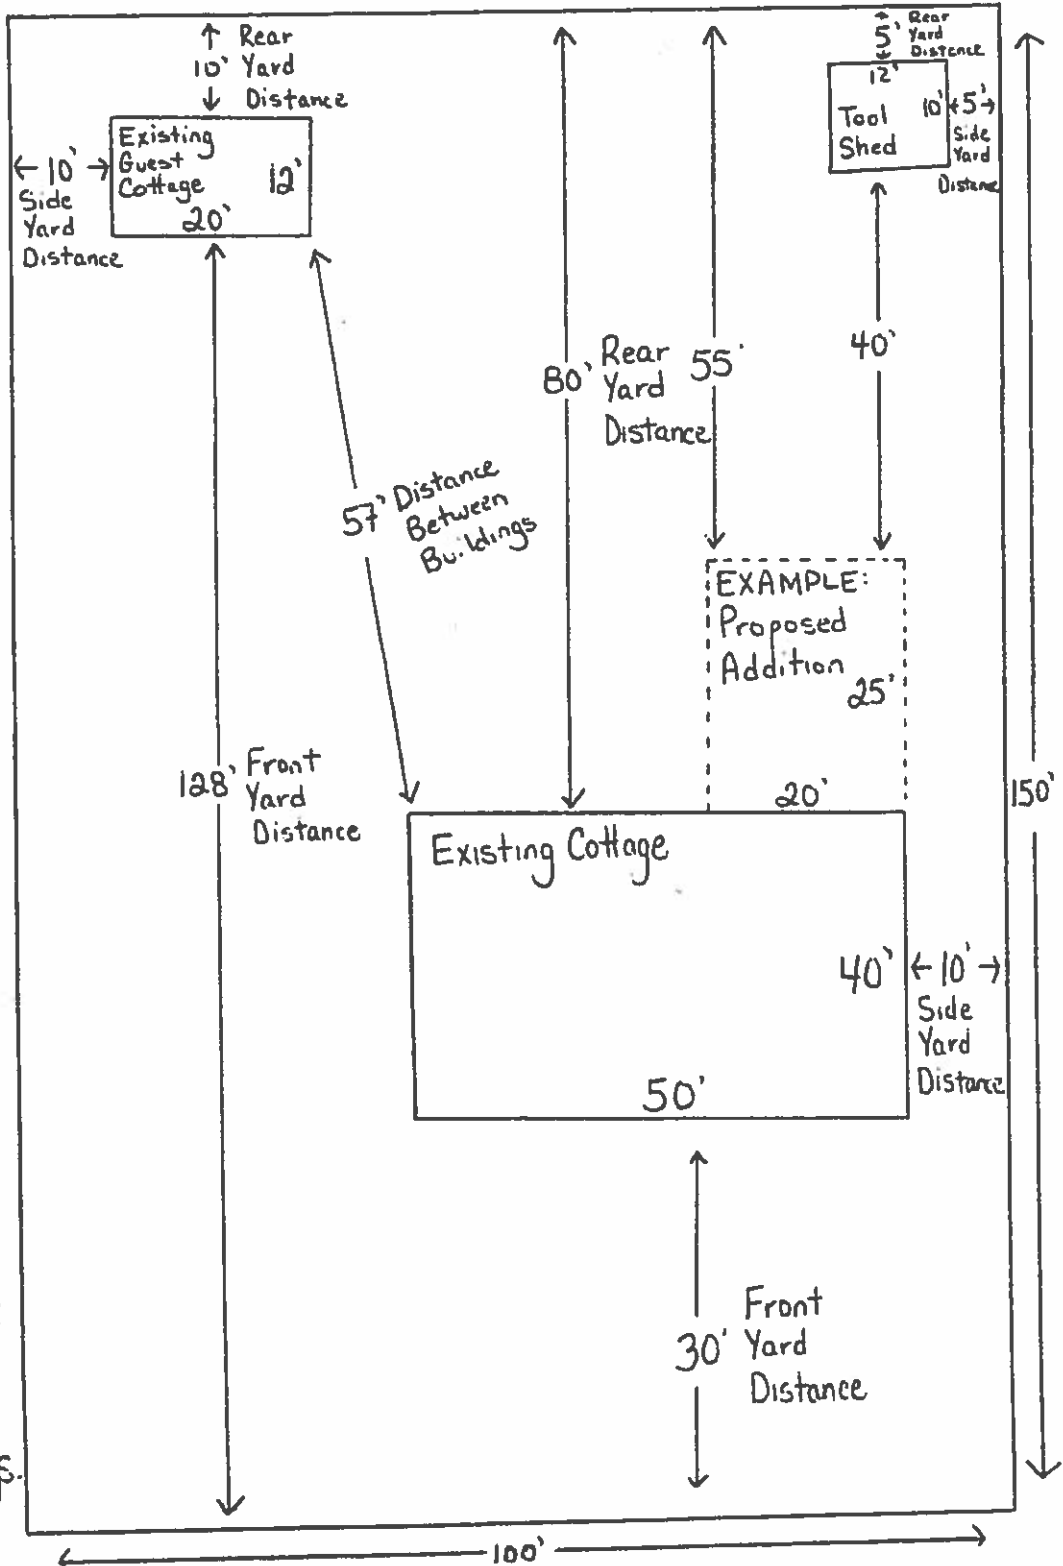 ↑ Rear
10' Yard
↓ Distance
Existing
Guest
Cottage
12'
20'
← 10' →
Side
Yard
Distance
Rear
5' Yard
Distance
12'
Tool
Shed
10'
← 5' →
Side
Yard
Distance
40'
80' Rear
Yard
Distance
55'
57' Distance
Between
Buildings
EXAMPLE:
Proposed
Addition
25'
20'
128' Front
Yard
Distance
150'
Existing Cottage
40'
← 10' →
Side
Yard
Distance
50'
30' Front
Yard
Distance
100'